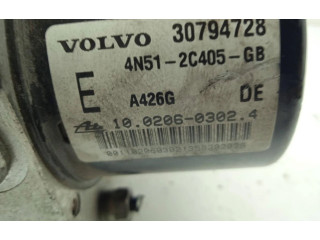 VOLVO 30794728
4N51-2C405-GB
E A426G DE
10.0206-0302.4